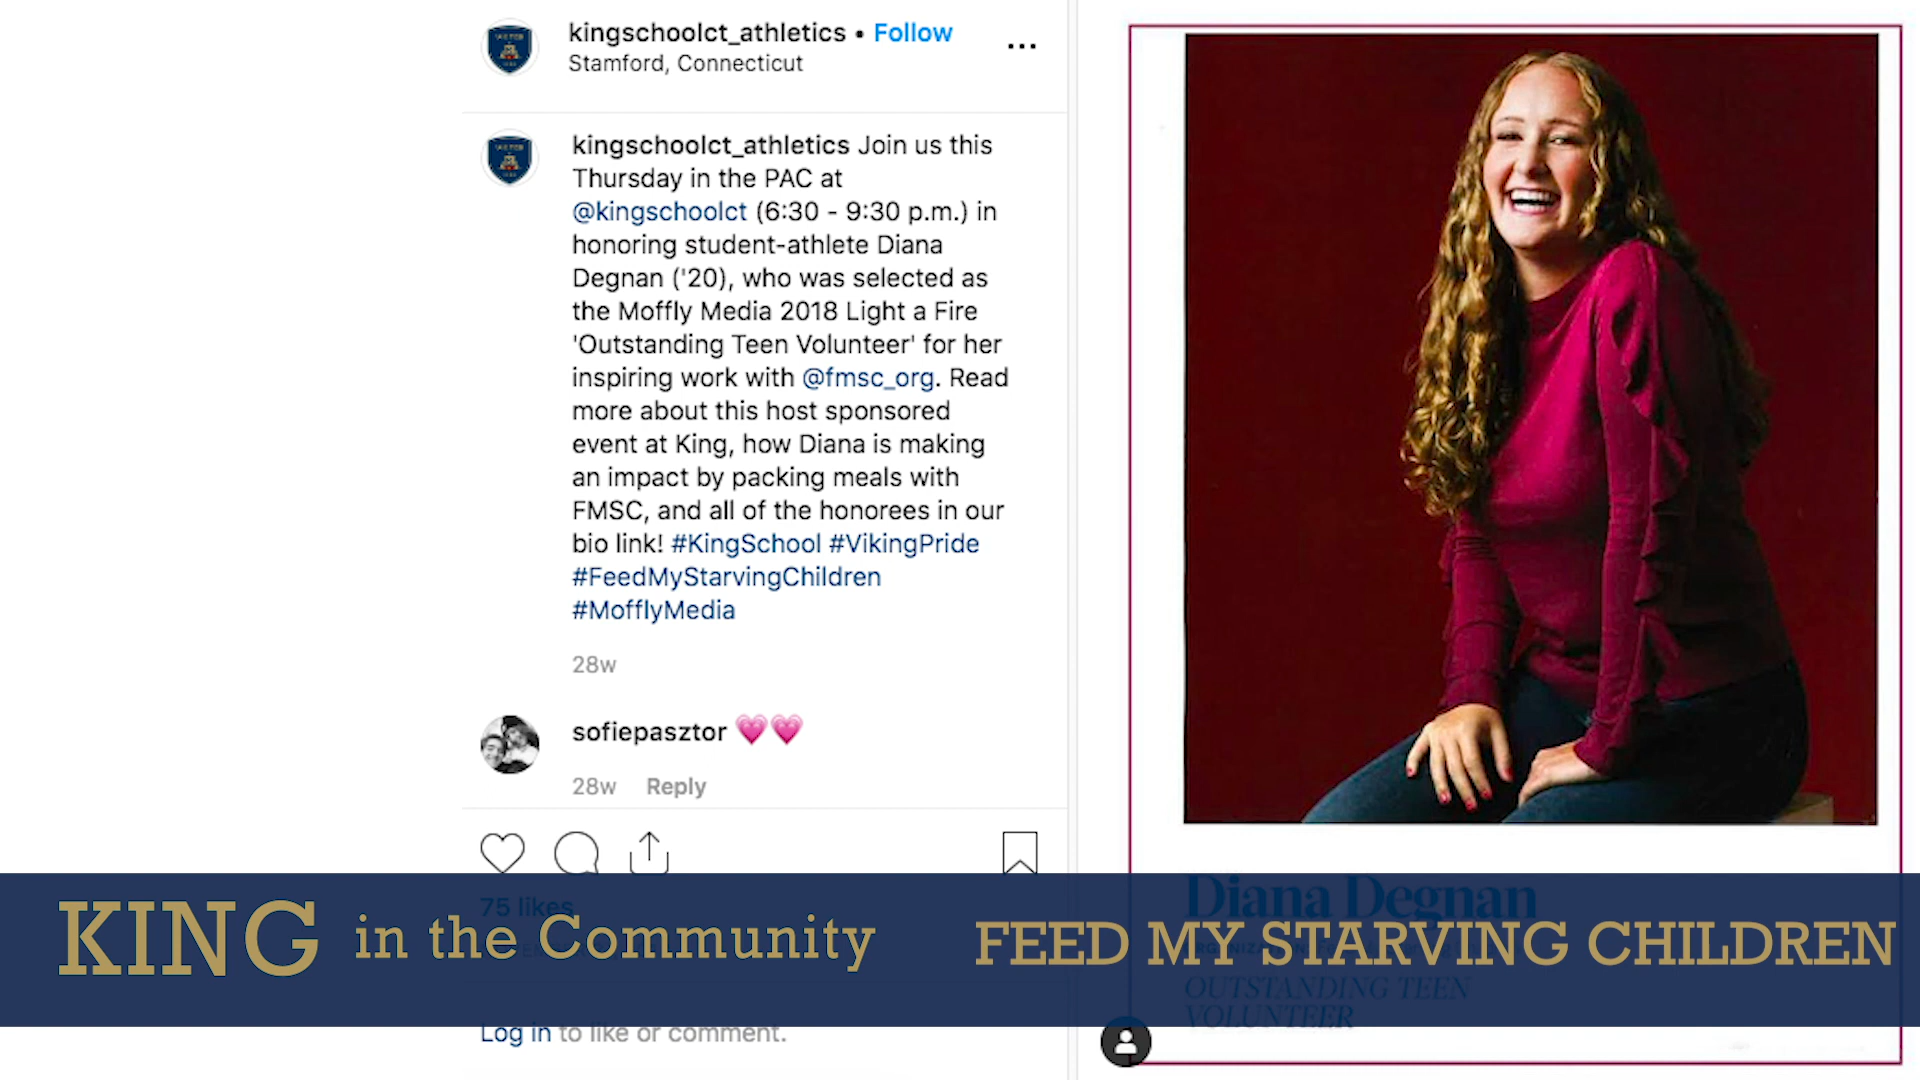 kingschoolct_athletics • Follow
Stamford, Connecticut
kingschoolct_athletics Join us this
Thursday in the PAC at
@kingschoolct (6:30 - 9:30 p.m.) in
honoring student-athlete Diana
Degnan ('20), who was selected as
the Moffly Media 2018 Light a Fire
'Outstanding Teen Volunteer' for her
inspiring work with @fmsc_org. Read
more about this host sponsored
event at King, how Diana is making
an impact by packing meals with
FMSC, and all of the honorees in our
bio link! #KingSchool #VikingPride
#FeedMyStarvingChildren
#MofflyMedia
28w
sofiepasztor 💗💗
28w Reply
75 likes
Log in to like or comment.
Diana Degnan
OUTSTANDING TEEN
VOLUNTEER
KING in the Community
FEED MY STARVING CHILDREN